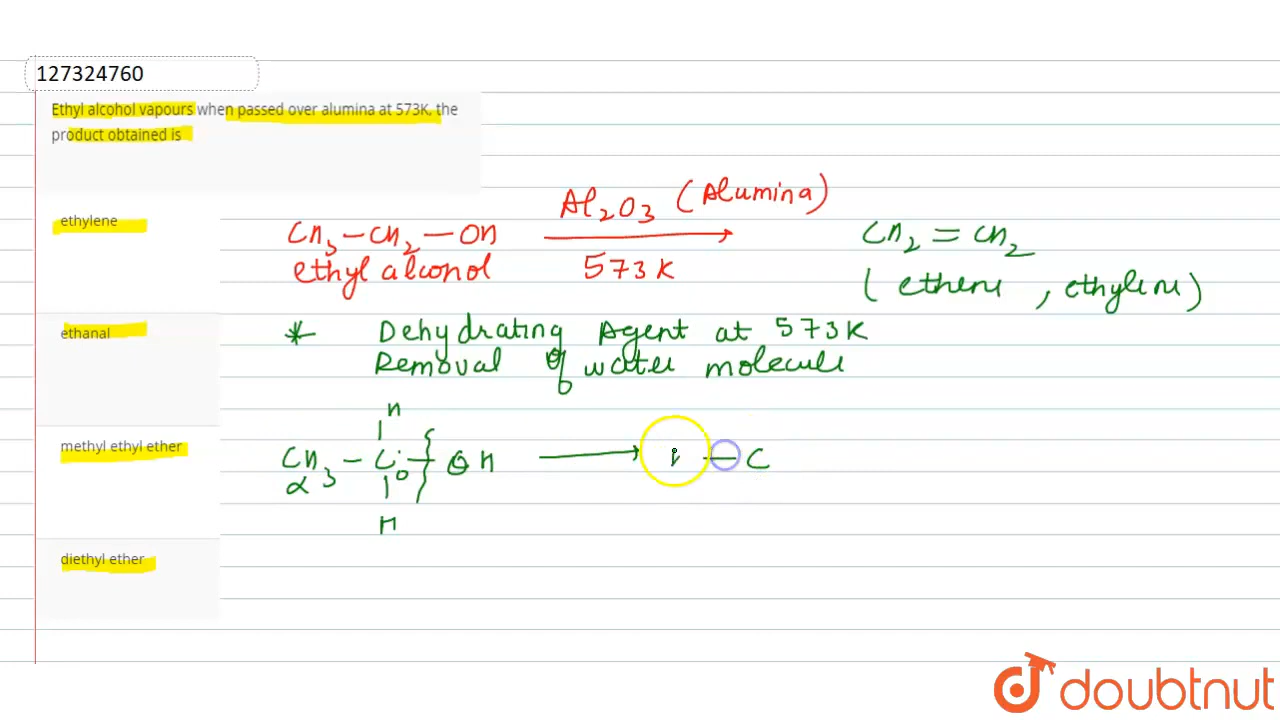 127324760
Ethyl alcohol vapours when passed over alumina at 573K, the
product obtained is
ethylene
ethanal
methyl ethyl ether
diethyl ether
Al2O3 (Alumina)
CH3-CH2-OH
573K
ethyl alcohol
CH2=CH2
(ethene, ethylene)
* Dehydrating Agent at 573K
Removal of water molecule
H
CH3-C-OH
α
H
C
doubtnut